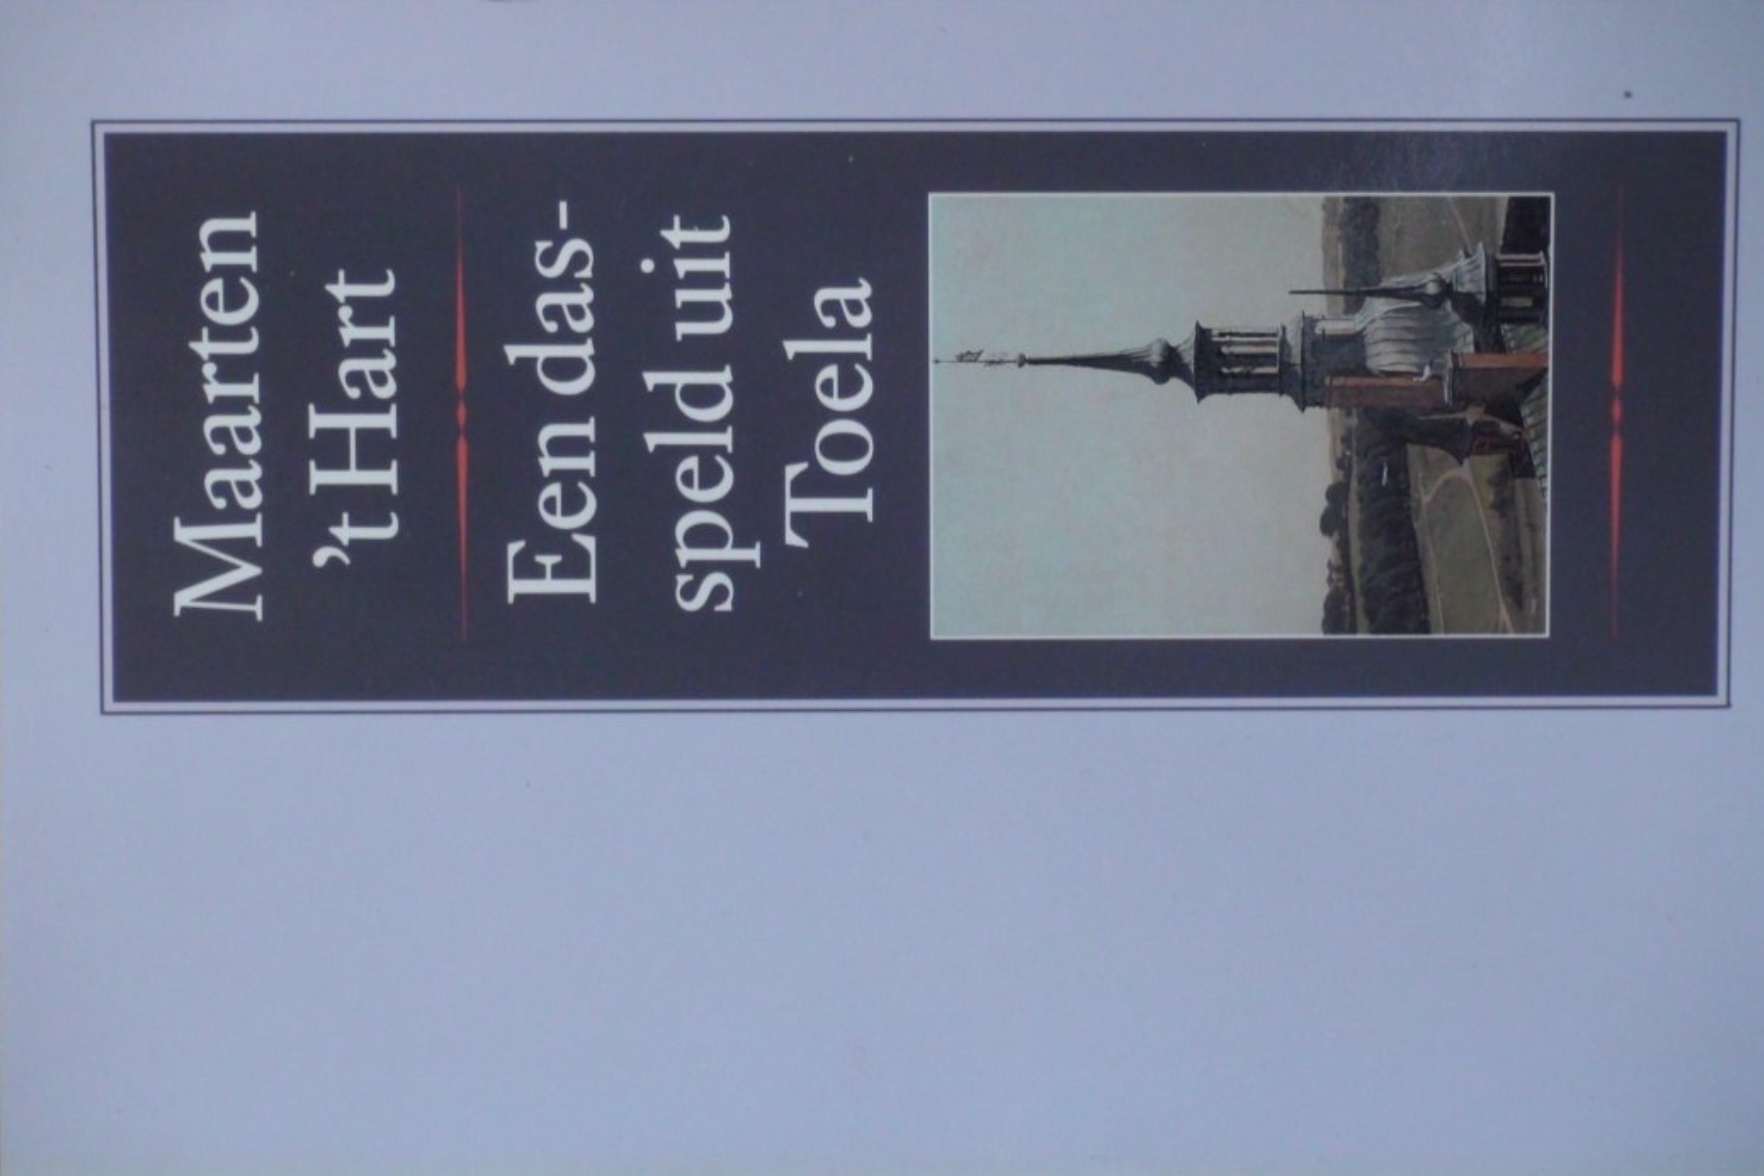 Maarten
’t Hart
Een das-
speld uit
Toela